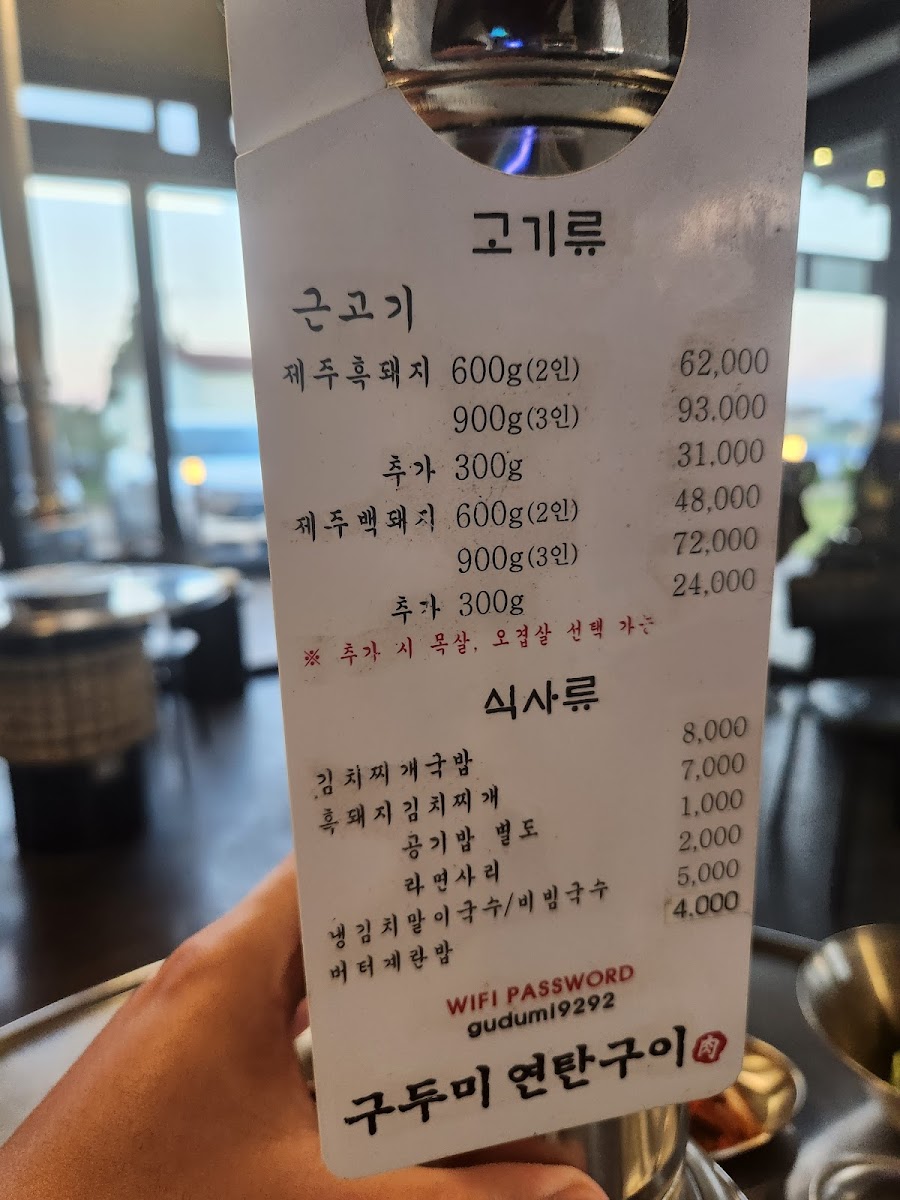 고기류
근고기
제주흑돼지 600g(2인) 62,000
900g(3인) 93.000
추가 300g 31.000
제주백돼지 600g(2인) 48,000
900g(3인) 72,000
추가 300g 24,000
※ 추가 시 목살, 오겹살 선택 가능
식사류
김치찌개국밥 8,000
흑돼지김치찌개 7,000
공기밥 별도 1,000
라면사리 2,000
냉김치말이국수/비빔국수 5,000
버터계란밥 4.000
WIFI PASSWORD
gudumi9292
구두미 연탄구이 肉